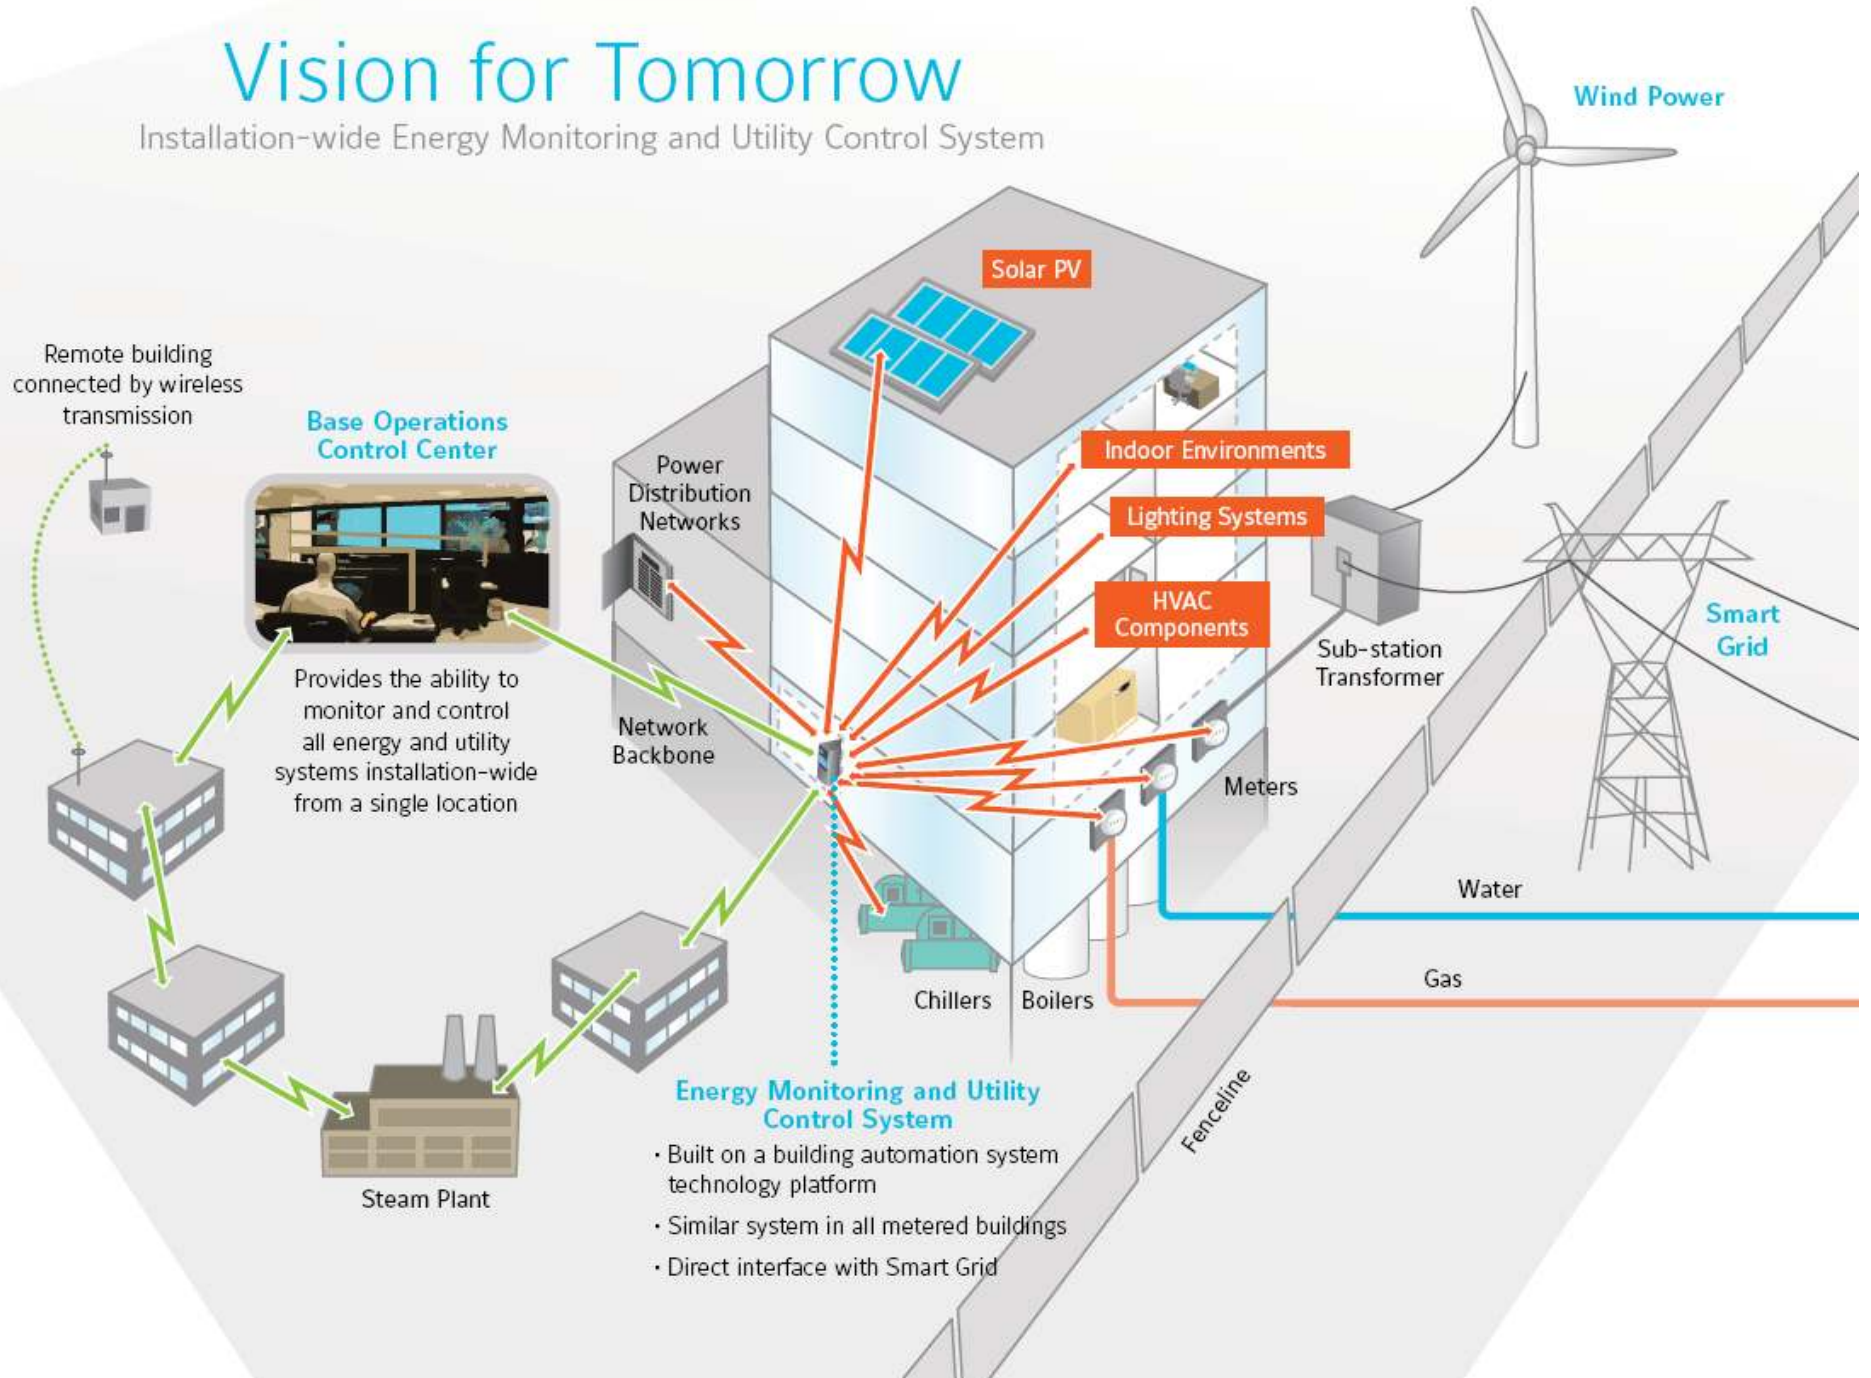 Vision for Tomorrow
Installation-wide Energy Monitoring and Utility Control System
Wind Power
Solar PV
Remote building
connected by wireless
transmission
Base Operations
Control Center
Power
Distribution
Networks
Indoor Environments
Lighting Systems
HVAC
Components
Smart
Grid
Sub-station
Transformer
Provides the ability to
monitor and control
all energy and utility
systems installation-wide
from a single location
Network
Backbone
Meters
Water
Gas
Chillers
Boilers
Fenceline
Steam Plant
Energy Monitoring and Utility
Control System
· Built on a building automation system
technology platform
· Similar system in all metered buildings
· Direct interface with Smart Grid